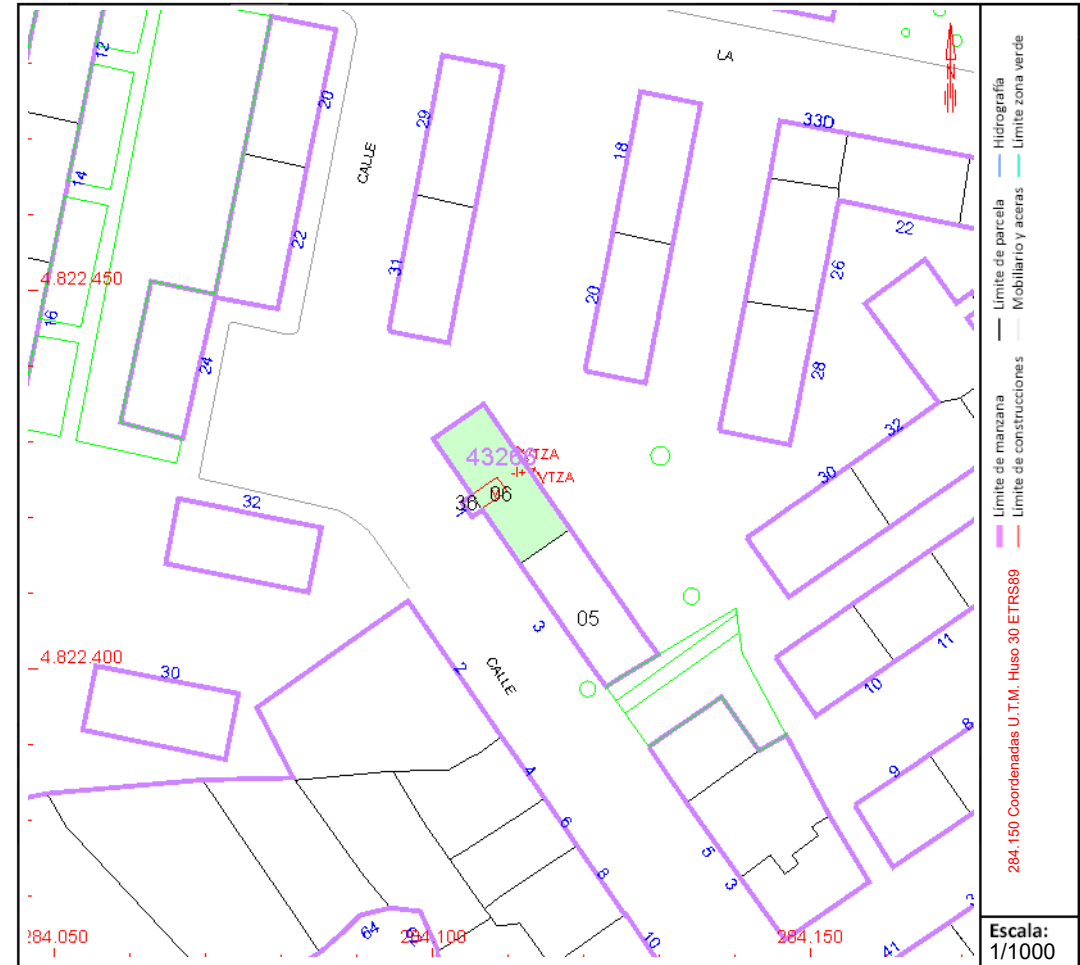 12
20
29
LA
18
33D
CALLE
14
22
22
31
26
4.822.450
20
16
24
28
32
43266
YTZA
YTZA
30
06
36
32
05
3
11
4.822.400
2
30
CALLE
10
8
4
9
6
5
8
3
64
284.050
284.100
284.150
10
41
Límite de manzana
Límite de parcela
Hidrografía
Límite de construcciones
Mobiliario y aceras
Límite zona verde
284.150 Coordenadas U.T.M. Huso 30 ETRS89
Escala:
1/1000